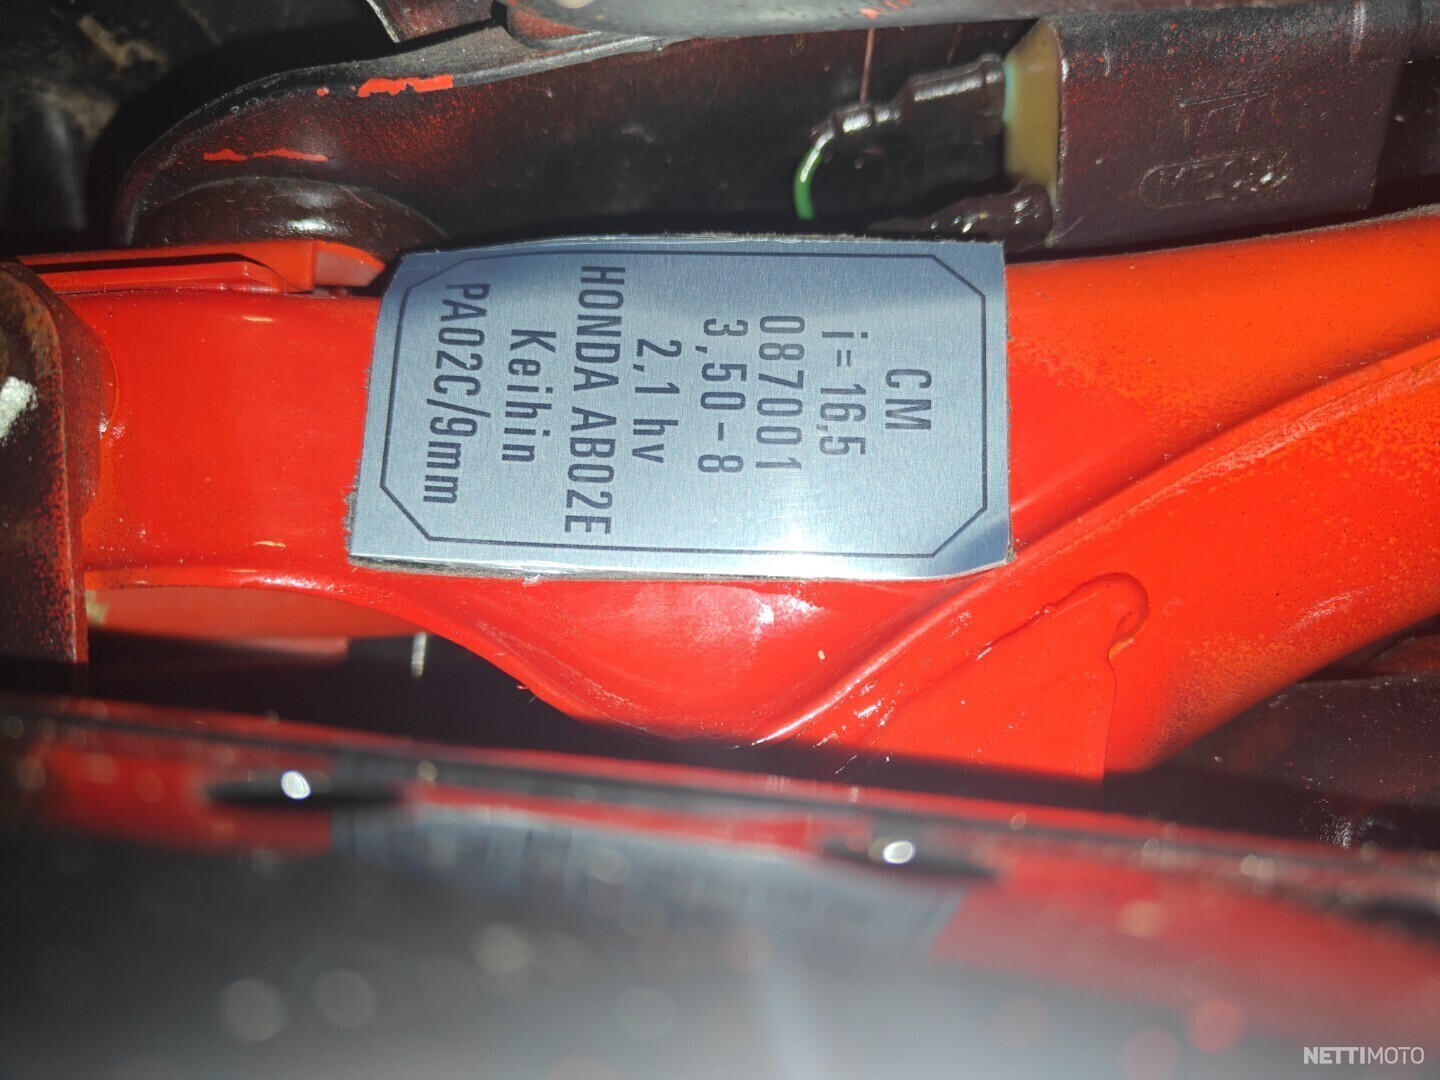 CM
i=16,5
087001
3,50-8
2,1 hv
HONDA AB02E
Keihin
PA02C/9mm
NETTIMOTO